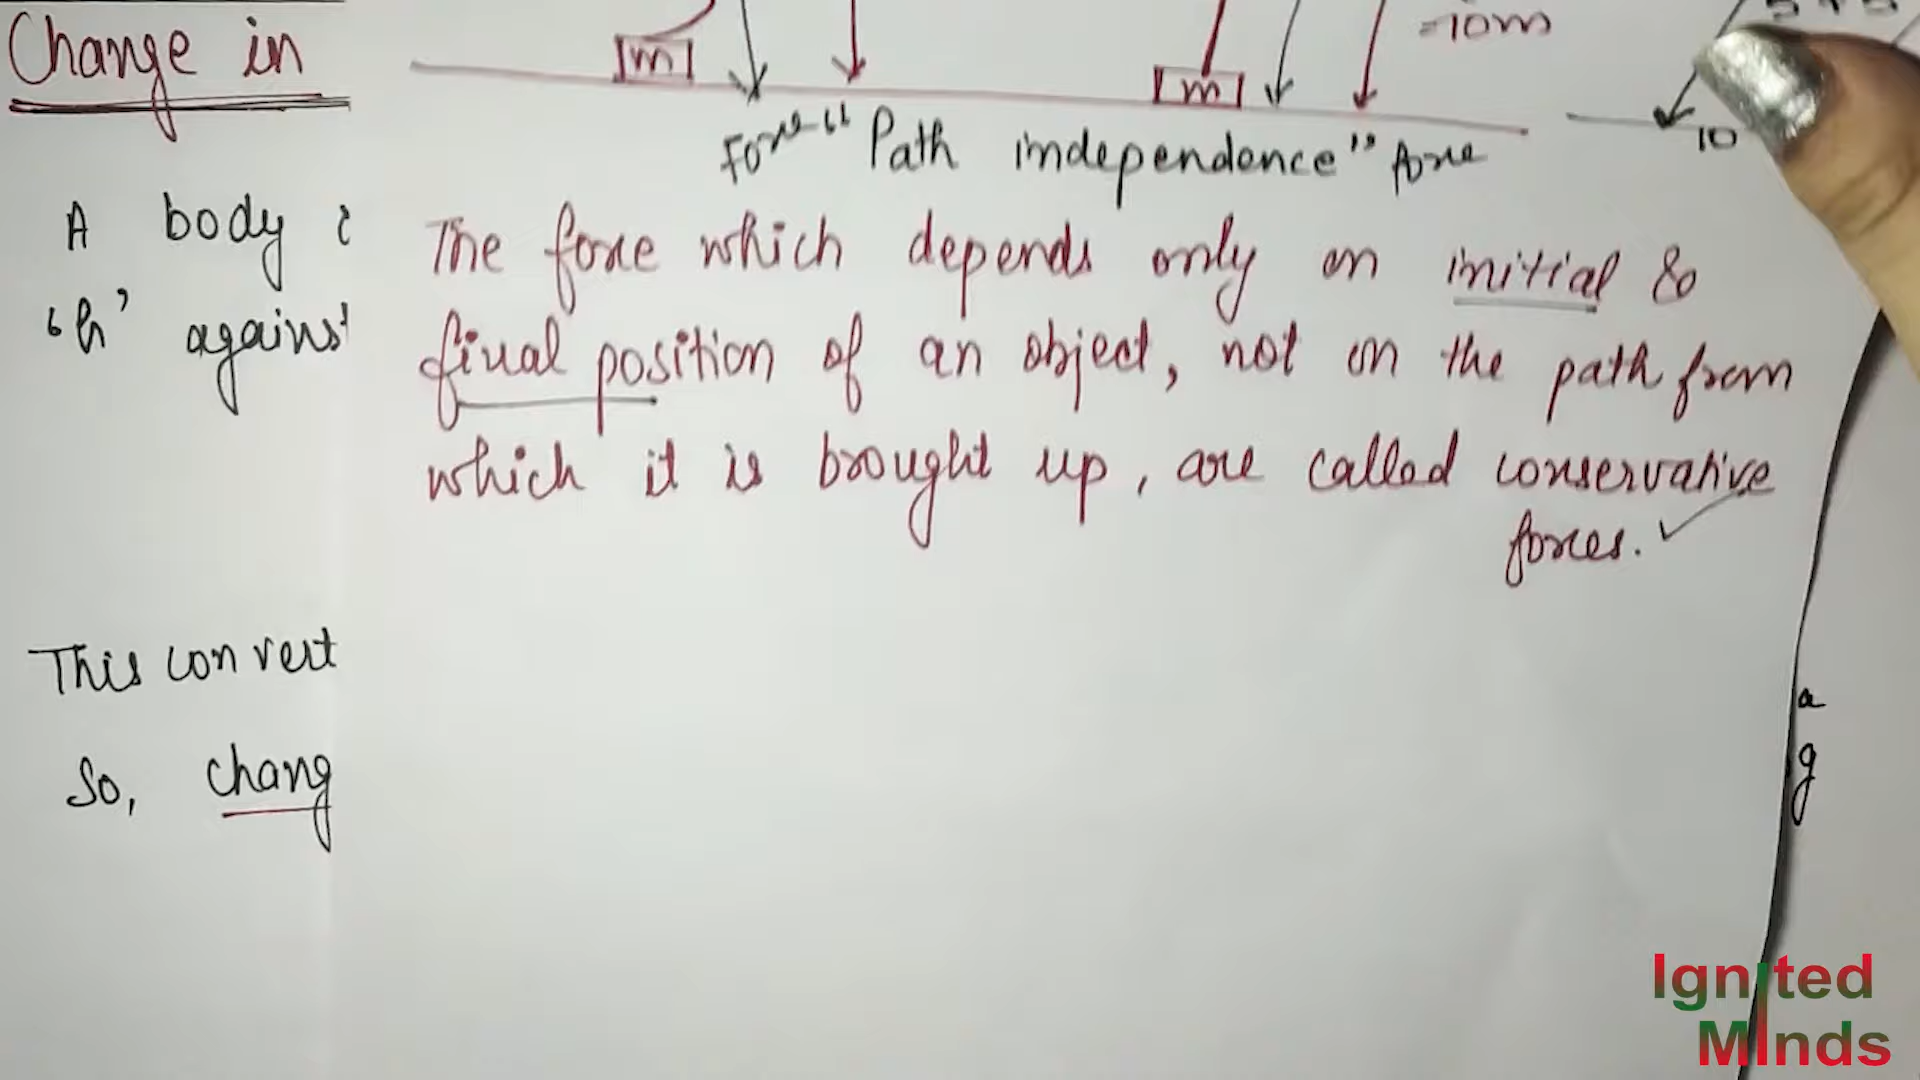 Change in
m
m
=10m
5+5
10
Force "Path independence" force
A body
'h' against
The force which depends only on initial &
final position of an object, not on the path from
which it is brought up, are called conservative
forces.
This convert
So, chang
a
g
Ignited
Minds